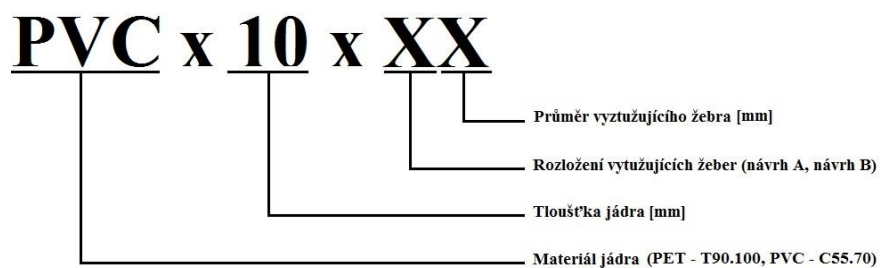 PVC x 10 x XX
Průměr vyztužujícího žebra [mm]
Rozložení vytužujících žeber (návrh A, návrh B)
Tloušťka jádra [mm]
Materiál jádra (PET - T90.100, PVC - C55.70)